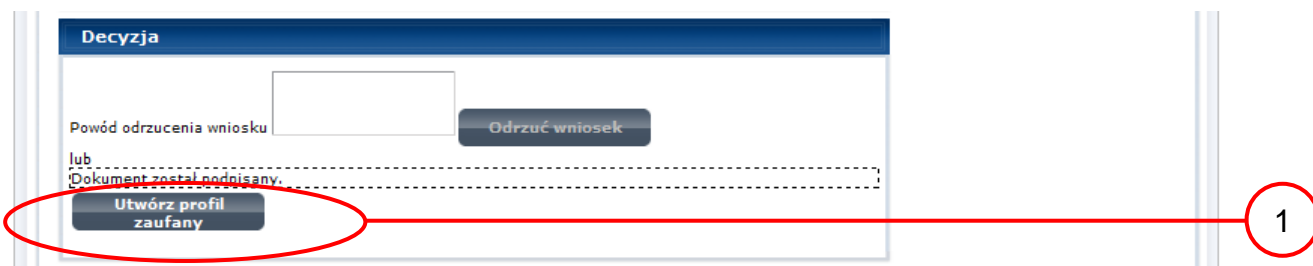 Decyzja
Powód odrzucenia wniosku
Odrzuć wniosek
lub
Dokument został podpisany.
Utwórz profil
zaufany
1